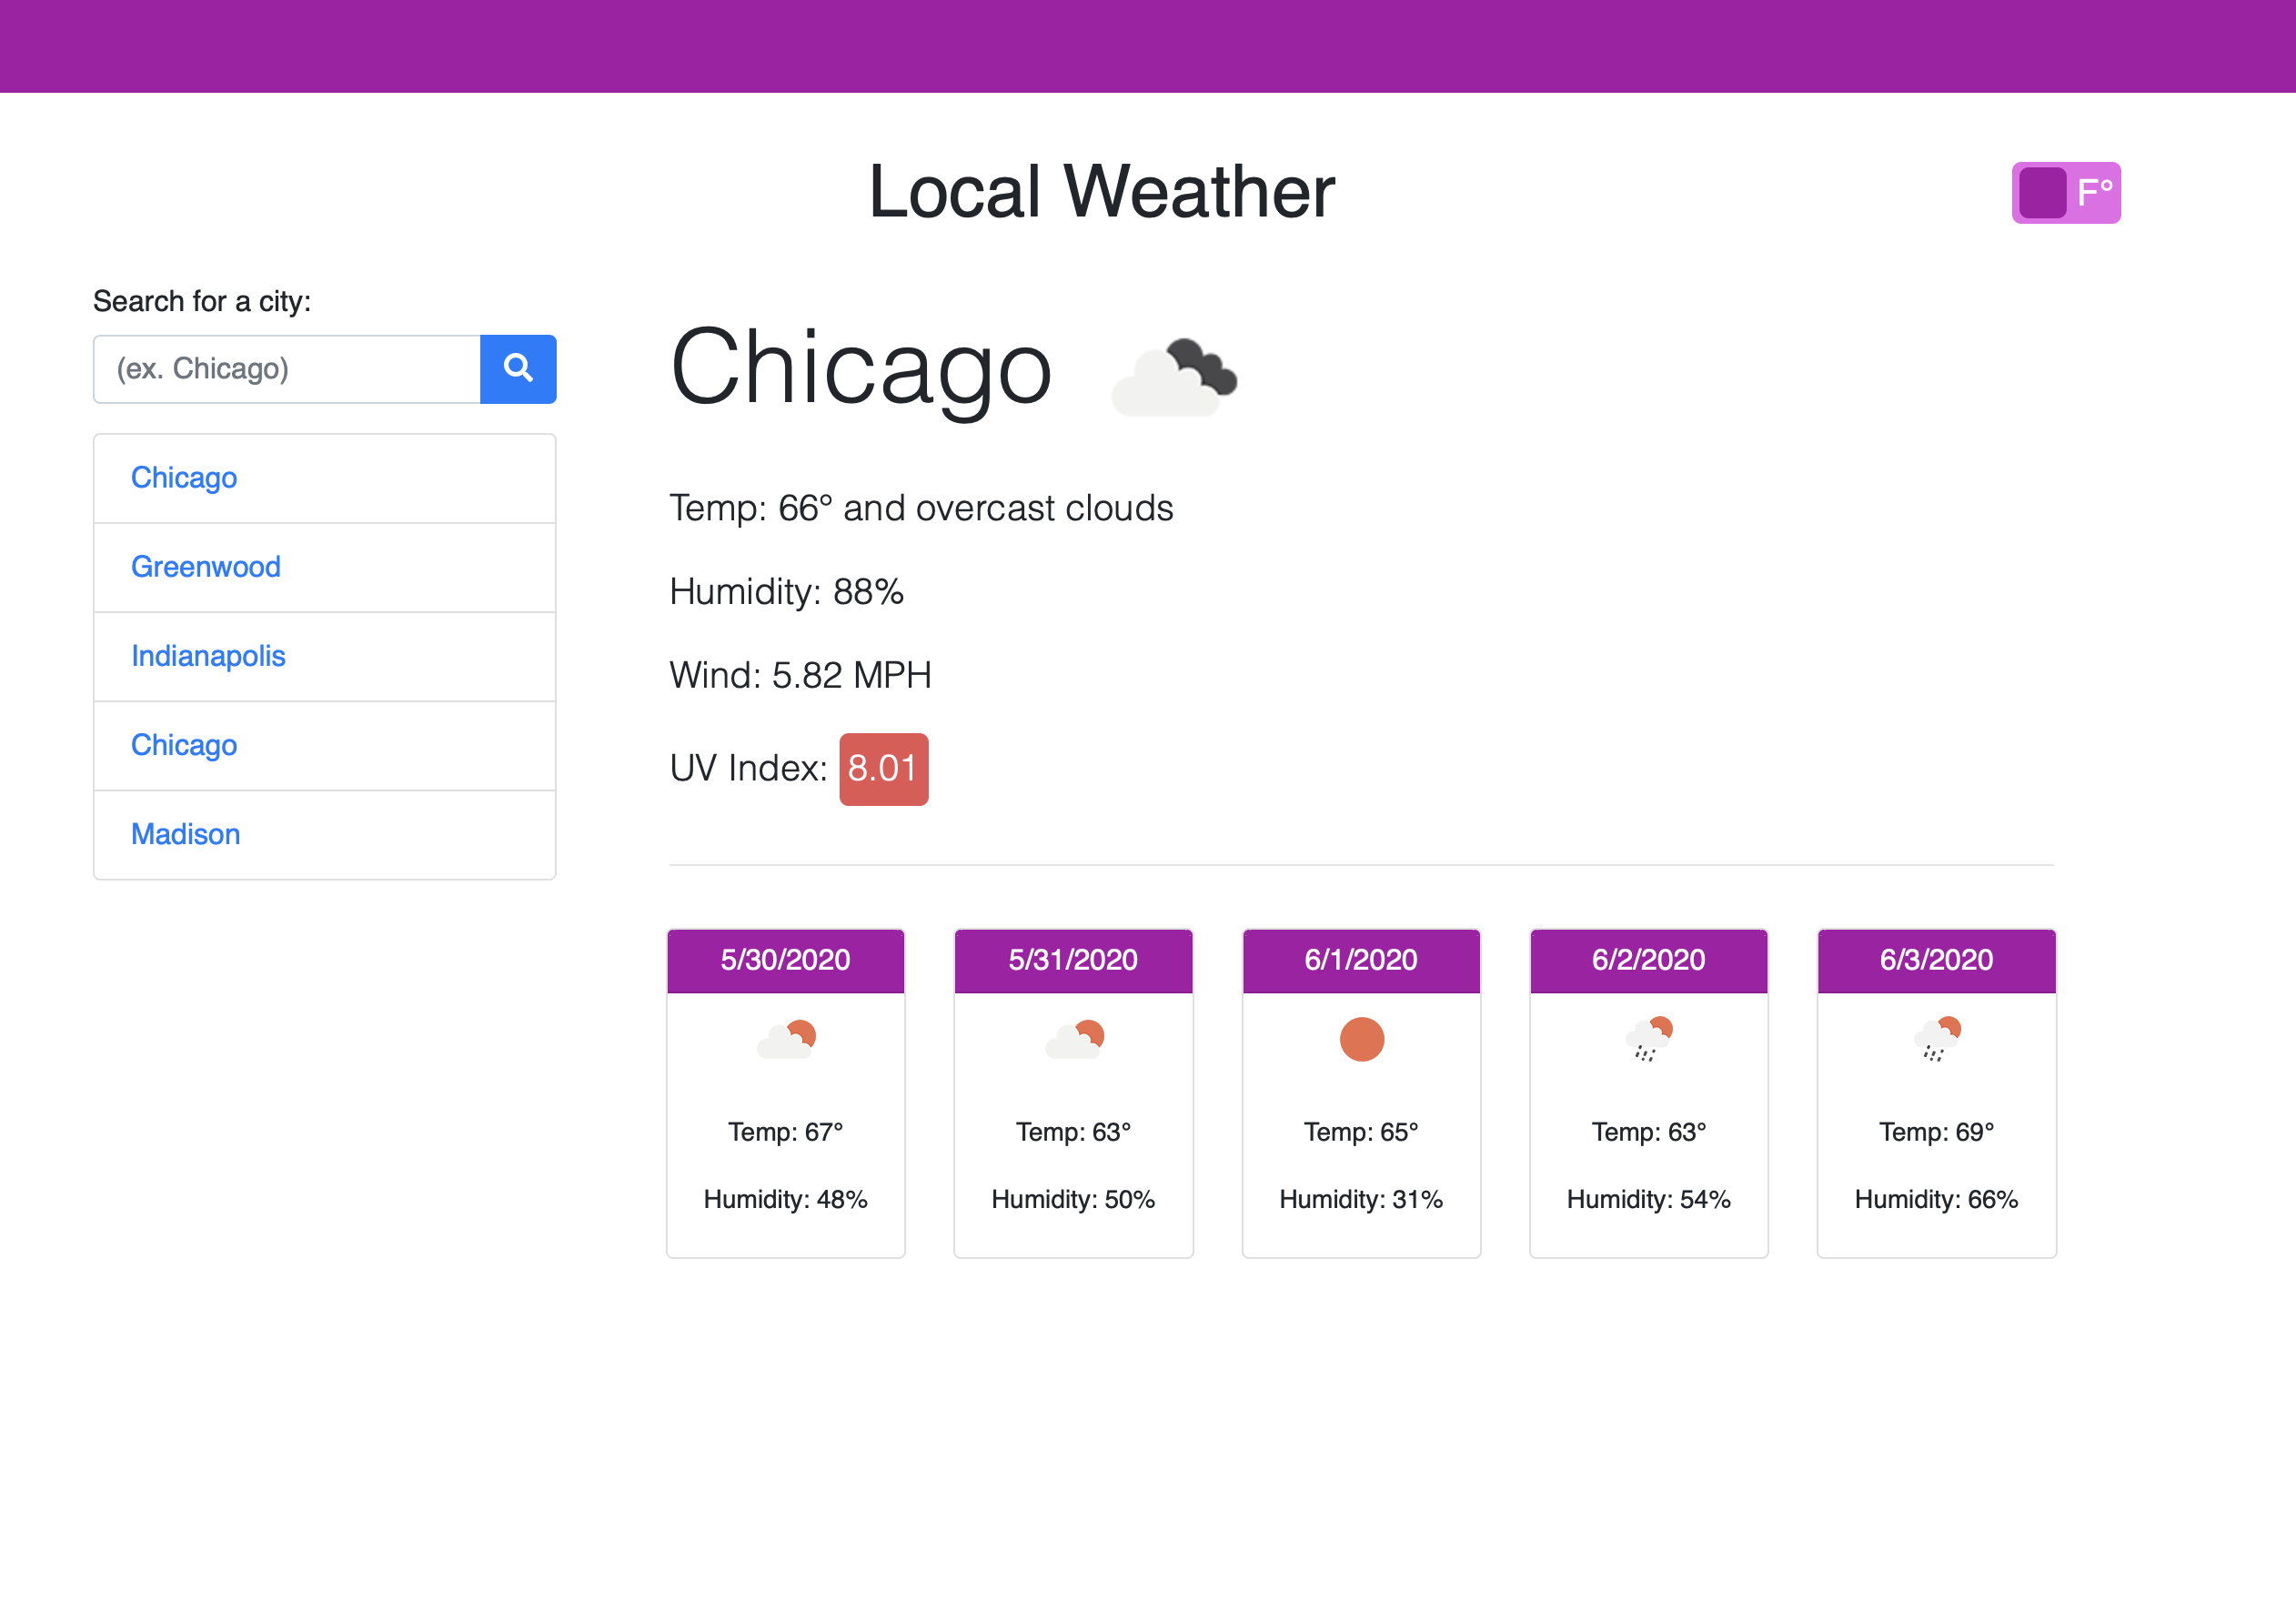 Local Weather
F°
Search for a city:
(ex. Chicago)
Chicago
Greenwood
Indianapolis
Chicago
Madison
Chicago
Temp: 66° and overcast clouds
Humidity: 88%
Wind: 5.82 MPH
UV Index: 8.01
5/30/2020
Temp: 67°
Humidity: 48%
5/31/2020
Temp: 63°
Humidity: 50%
6/1/2020
Temp: 65°
Humidity: 31%
6/2/2020
Temp: 63°
Humidity: 54%
6/3/2020
Temp: 69°
Humidity: 66%